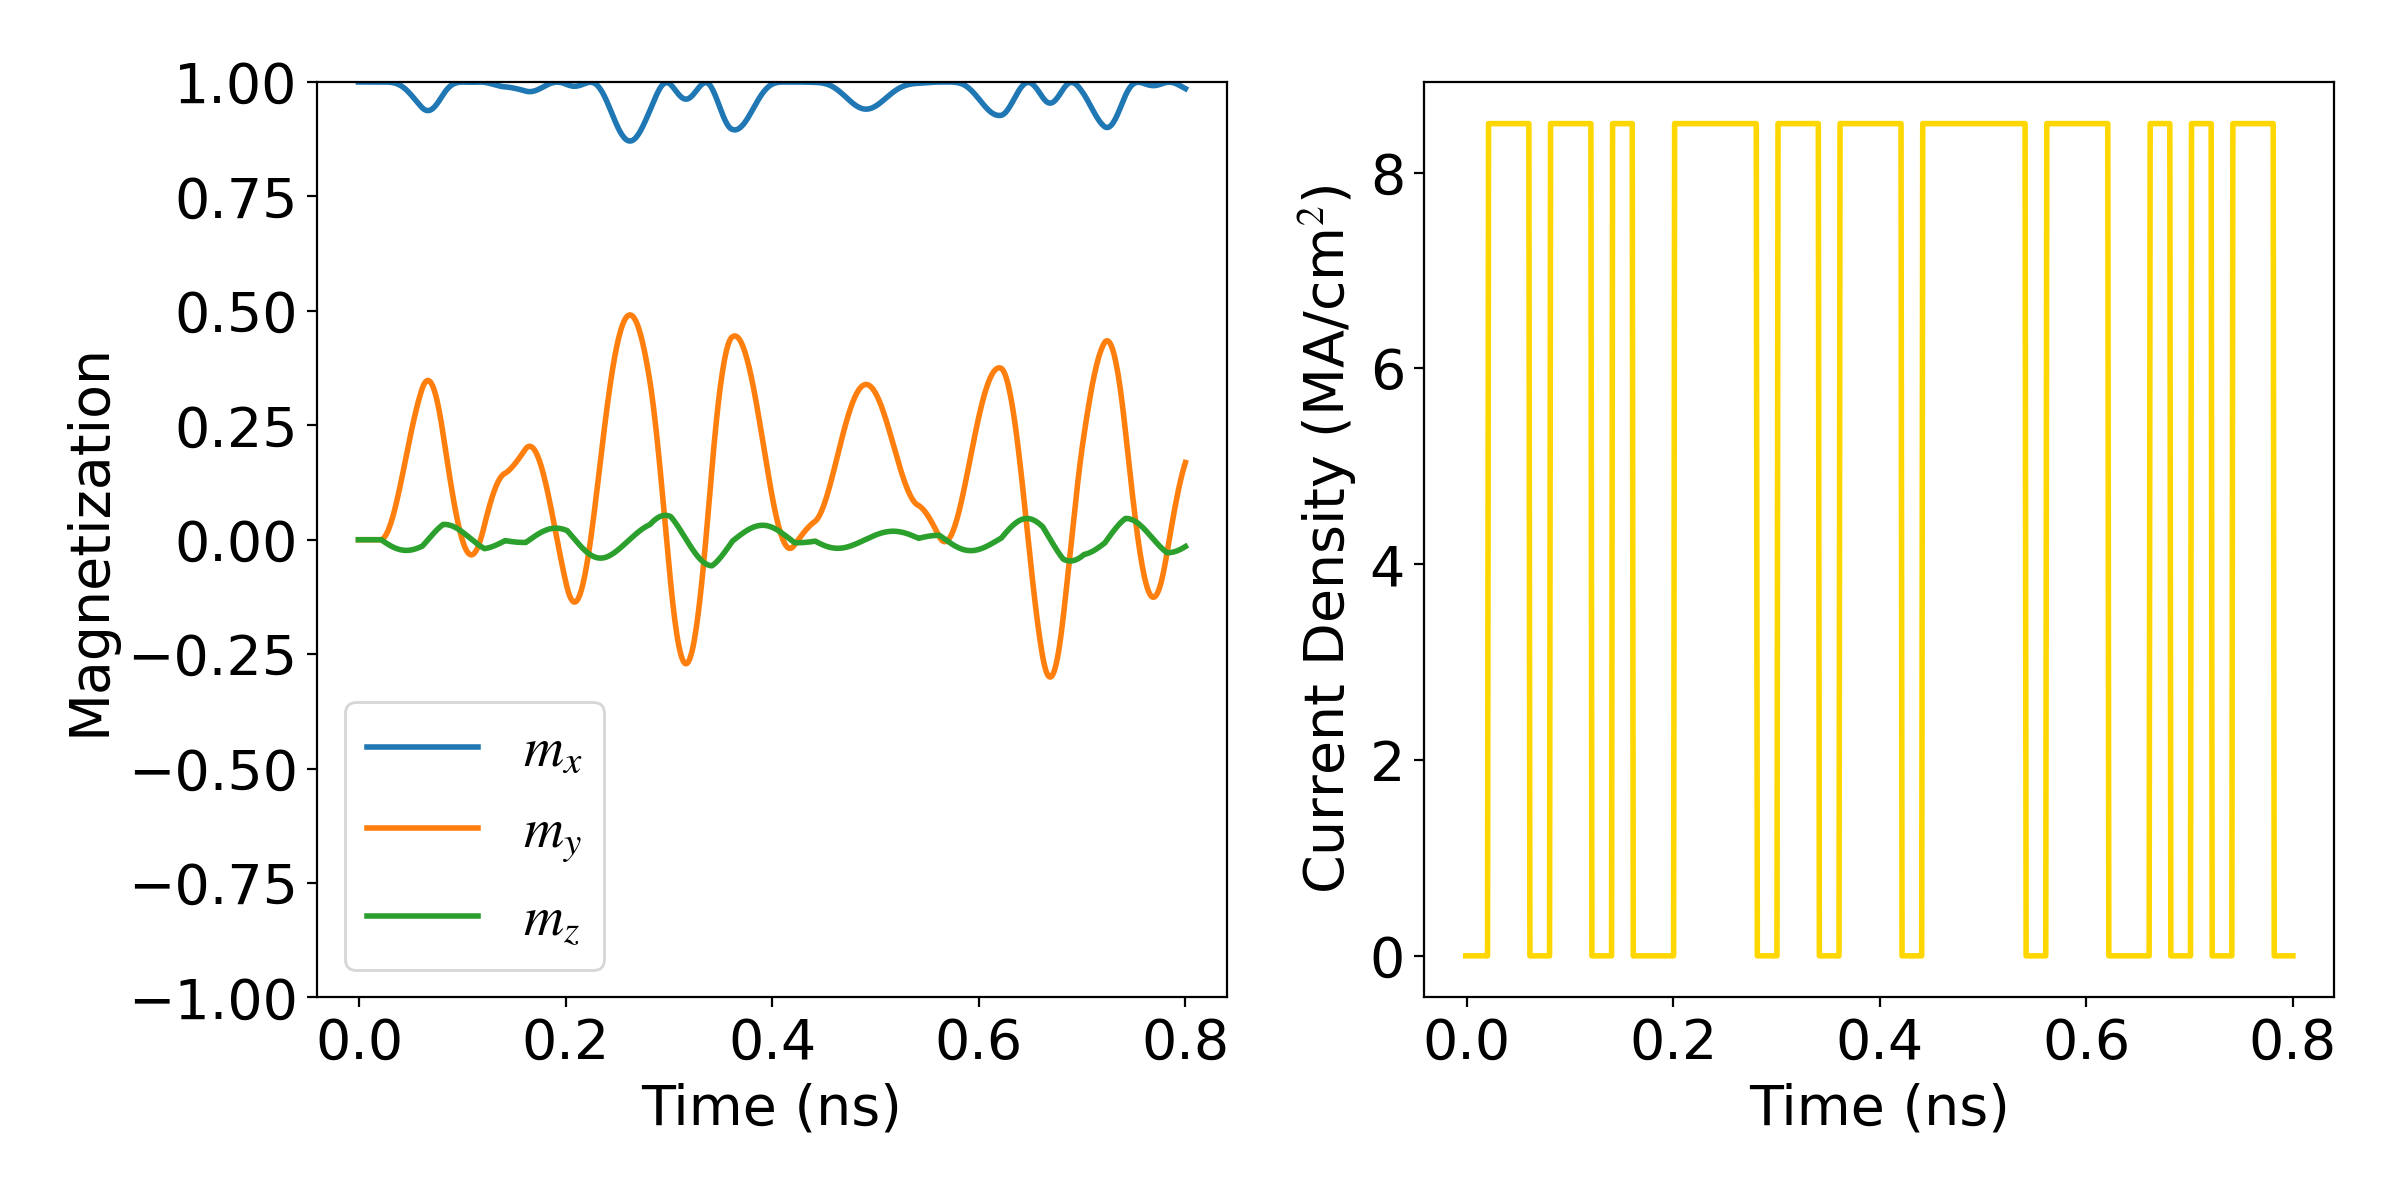 1.00
0.75
0.50
0.25
0.00
−0.25
−0.50
−0.75
−1.00
Magnetization
m_x
m_y
m_z
0.0 0.2 0.4 0.6 0.8
Time (ns)
8
6
4
2
0
Current Density (MA/cm²)
0.0 0.2 0.4 0.6 0.8
Time (ns)